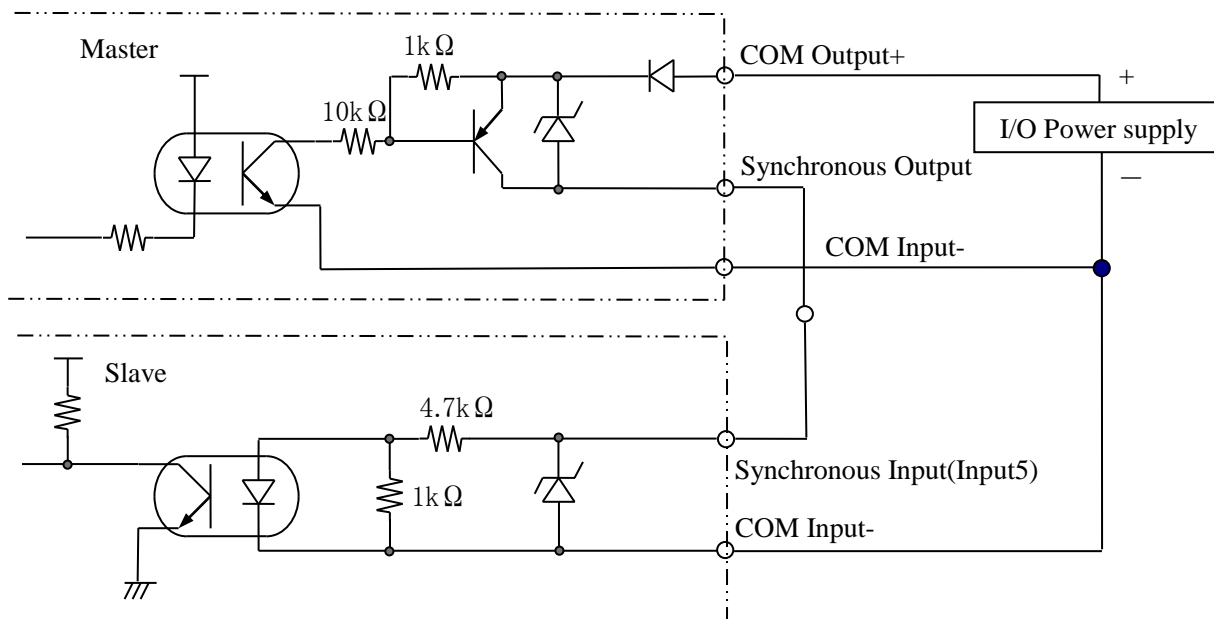 Master
1kΩ
COM Output+
+
10kΩ
I/O Power supply
Synchronous Output
—
COM Input-
Slave
4.7kΩ
Synchronous Input(Input5)
1kΩ
COM Input-